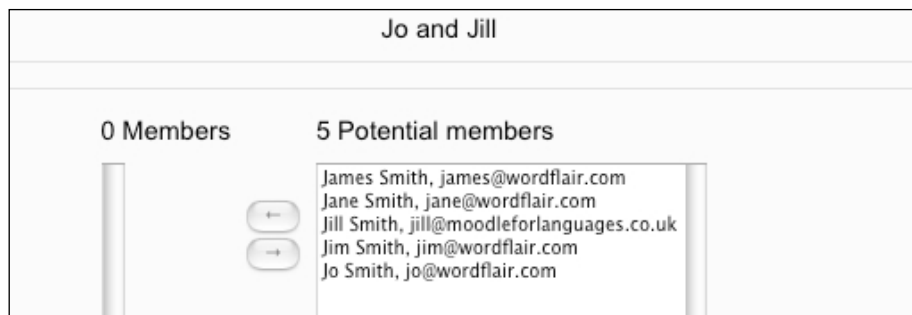 Jo and Jill
0 Members 5 Potential members
James Smith, james@wordflair.com
Jane Smith, jane@wordflair.com
Jill Smith, jill@moodleforlanguages.co.uk
← 
Jim Smith, jim@wordflair.com
→
Jo Smith, jo@wordflair.com